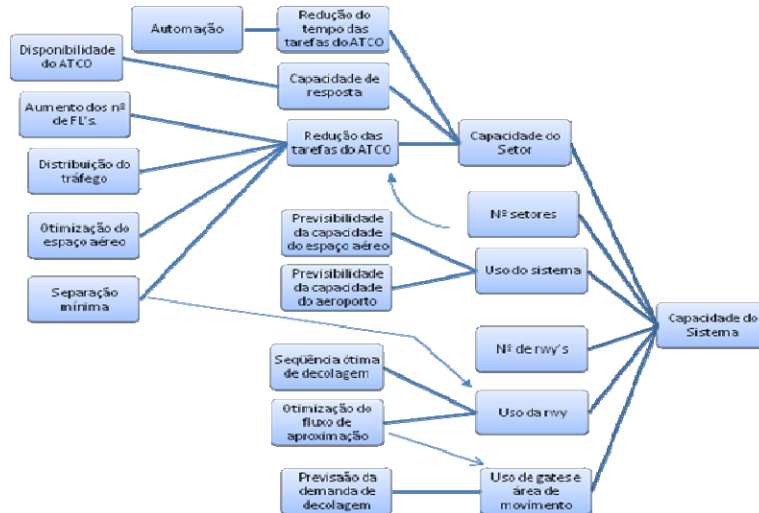 Automação
Redução do
tempo das
tarefas do ATCO
Disponibilidade
do ATCO
Capacidade de
resposta
Aumento dos nº
de FL's.
Redução das
tarefas do ATCO
Capacidade do
Setor
Distribuição do
tráfego
Otimização do
espaço aéreo
Previsibilidade
da capacidade
do espaço aéreo
Nº setores
Separação
mínima
Previsibilidade
da capacidade
do aeroporto
Uso do sistema
Capacidade do
Sistema
Nº de rwy's
Seqüência ótima
de decolagem
Otimização do
fluxo de
aproximação
Uso da rwy
Previsaão da
demanda de
decolagem
Uso de gates e
área de
movimento